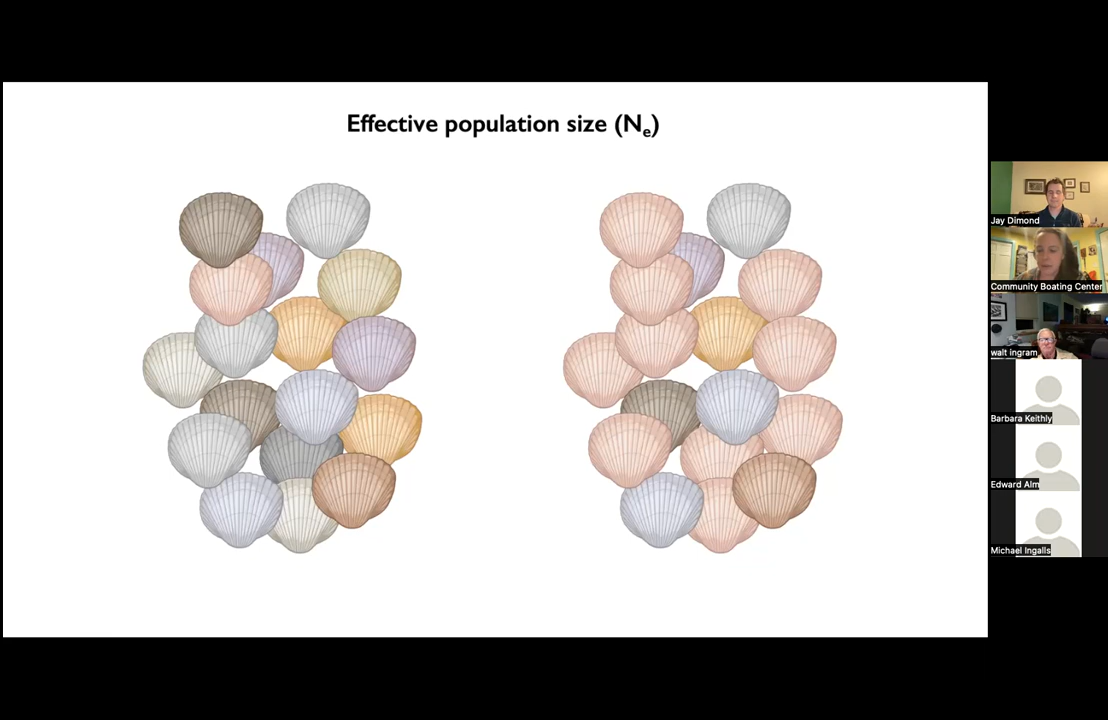 Effective population size (Ne)
Jay Dimond
Community Boating Center
walt ingram
Barbara Keithly
Edward Alm
Michael Ingalls